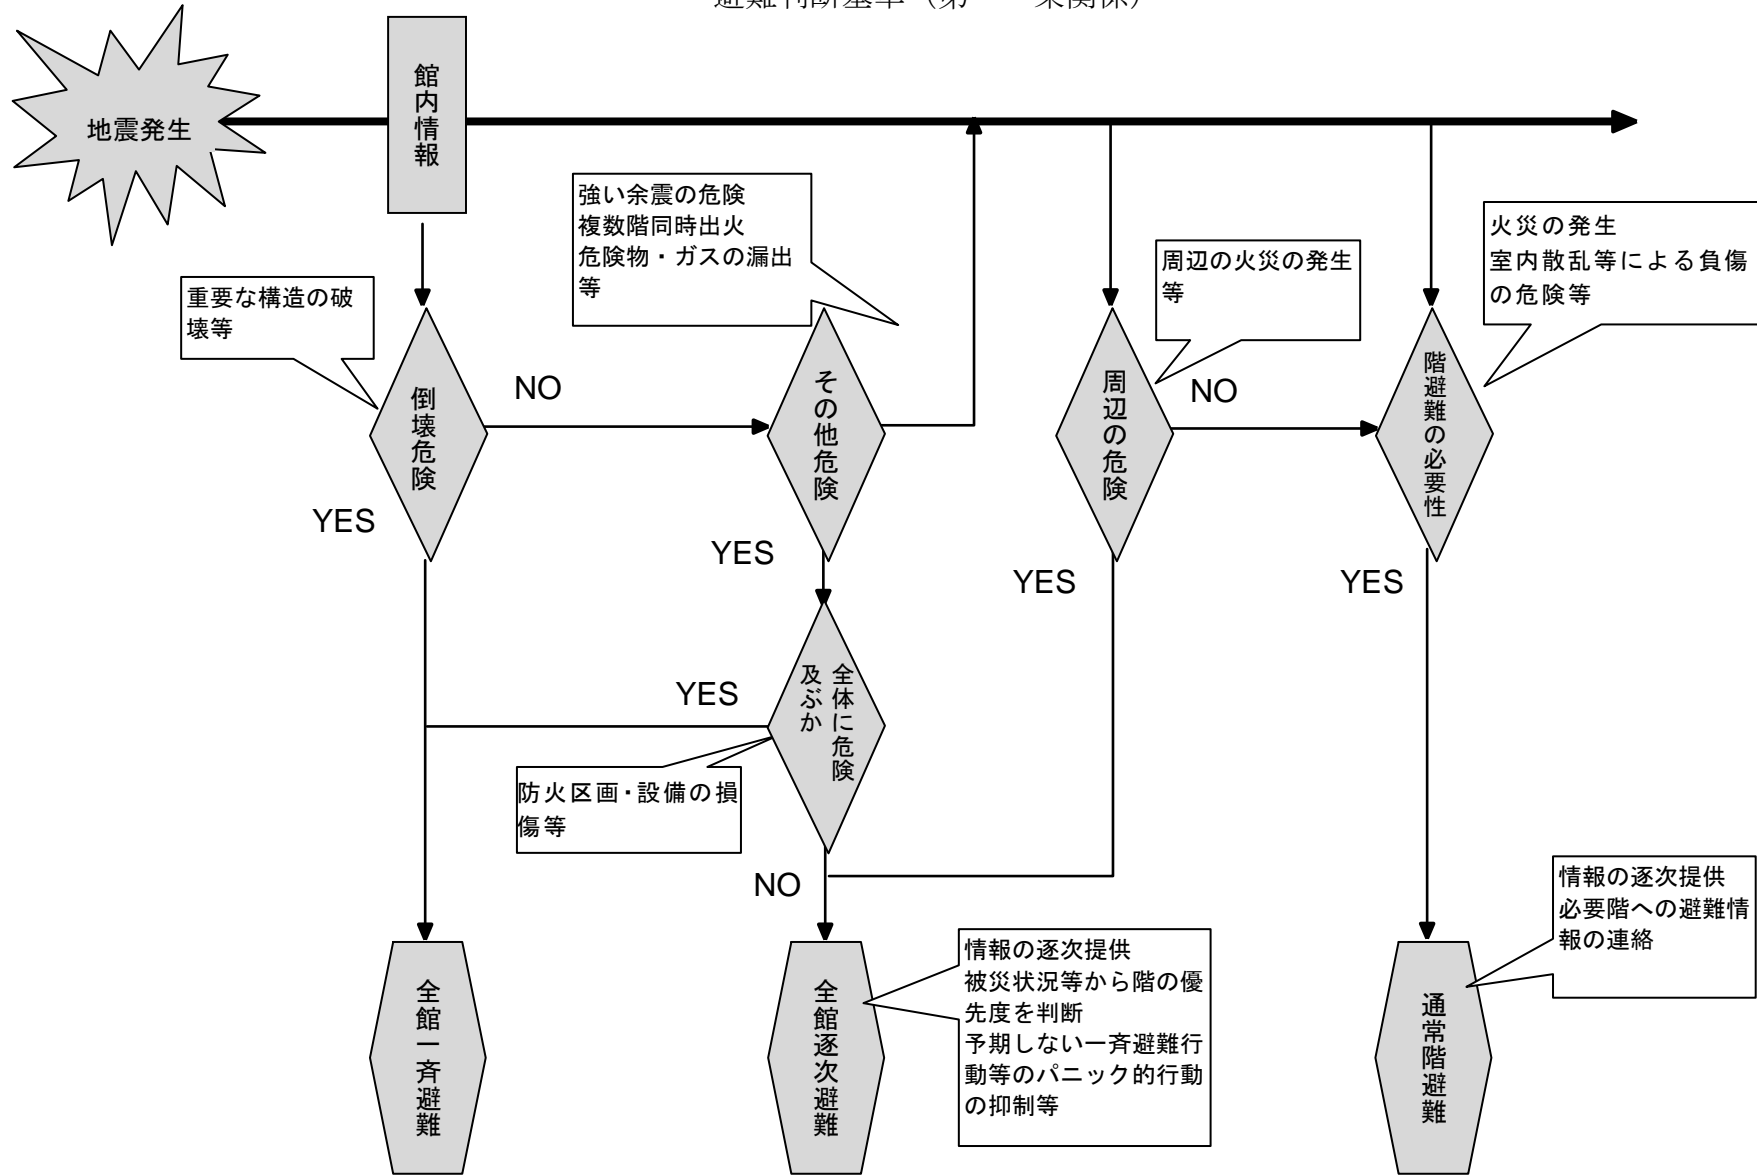 地震発生
館内情報
強い余震の危険
複数階同時出火
危険物・ガスの漏出
等
周辺の火災の発生
等
火災の発生
室内散乱等による負傷
の危険等
重要な構造の破
壊等
倒壊危険
NO
その他危険
周辺の危険
NO
階避難の必要性
YES
YES
YES
YES
全体に危険
及ぶか
YES
防火区画・設備の損
傷等
NO
情報の逐次提供
必要階への避難情
報の連絡
情報の逐次提供
被災状況等から階の優
先度を判断
予期しない一斉避難行
動等のパニック的行動
の抑制等
全館一斉避難
全館逐次避難
通常階避難